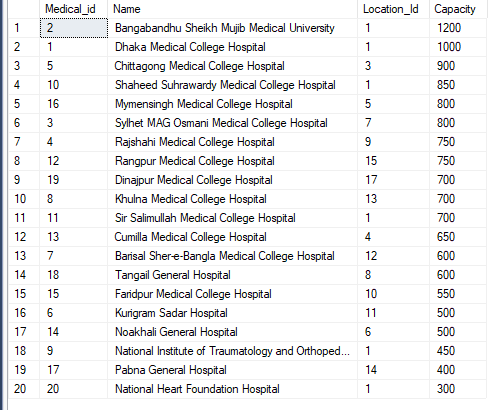 Medical_id Name Location_Id Capacity
1 2 Bangabandhu Sheikh Mujib Medical University 1 1200
2 1 Dhaka Medical College Hospital 1 1000
3 5 Chittagong Medical College Hospital 3 900
4 10 Shaheed Suhrawardy Medical College Hospital 1 850
5 16 Mymensingh Medical College Hospital 5 800
6 3 Sylhet MAG Osmani Medical College Hospital 7 800
7 4 Rajshahi Medical College Hospital 9 750
8 12 Rangpur Medical College Hospital 15 750
9 19 Dinajpur Medical College Hospital 17 700
10 8 Khulna Medical College Hospital 13 700
11 11 Sir Salimullah Medical College Hospital 1 700
12 13 Cumilla Medical College Hospital 4 650
13 7 Barisal Sher-e-Bangla Medical College Hospital 12 600
14 18 Tangail General Hospital 8 600
15 15 Faridpur Medical College Hospital 10 550
16 6 Kurigram Sadar Hospital 11 500
17 14 Noakhali General Hospital 6 500
18 9 National Institute of Traumatology and Orthoped... 1 450
19 17 Pabna General Hospital 14 400
20 20 National Heart Foundation Hospital 1 300